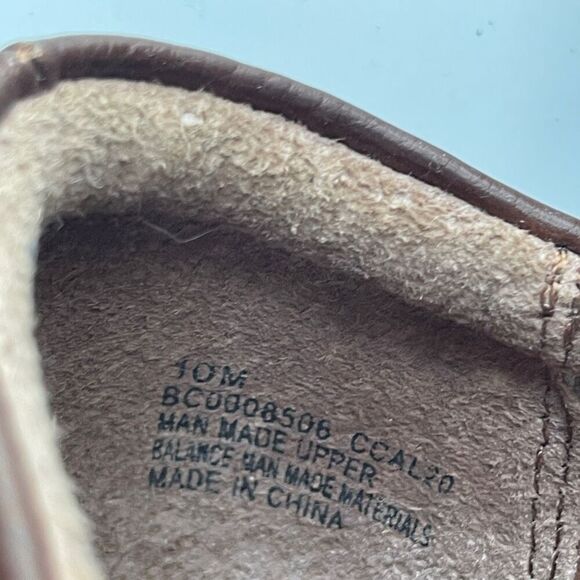 10M
BC0008506 CCAL20
MAN MADE UPPER
BALANCE MAN MADE MATERIALS
MADE IN CHINA